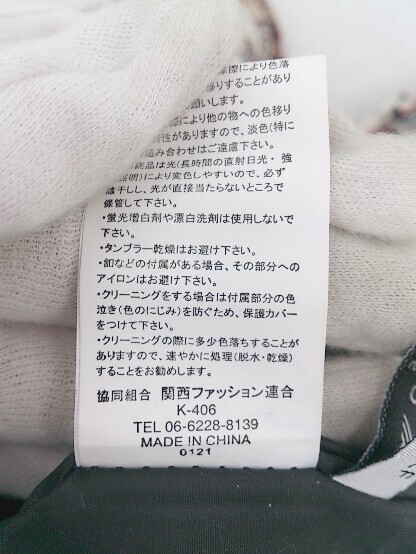 摩擦により色落
移りすることがあり
願いします。
により他の物への色移り
性がありますので、淡色(特に
組み合わせはご遠慮下さい。
商品は光(長時間の直射日光・強
照明)により変色しやすいので、必ず
陰干しし、光が直接当たらないところで
保管して下さい。
・蛍光増白剤や漂白洗剤は使用しないで
下さい。
・タンブラー乾燥はお避け下さい。
・釦などの付属がある場合、その部分への
アイロンはお避け下さい。
・クリーニングをする場合は付属部分の色
泣き(色のにじみ)を防ぐため、保護カバー
をつけて下さい。
・クリーニングの際に多少色落ちすることが
ありますので、速やかに処理(脱水・乾燥)
することをお勧めします。
協同組合 関西ファッション連合
K-406
TEL 06-6228-8139
MADE IN CHINA
0121